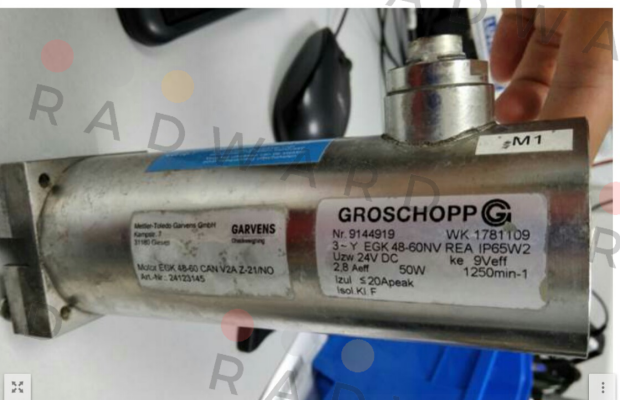 M1
GROSCHOPP G
Nr. 9144919 WK 1781109
3~ Y EGK 48-60NV REA IP65W2
Uzw 24V DC ke 9Veff
2,8 Aeff 50W 1250min-1
Izul ≤20Apeak
Isol.Kl. F
Mettler-Toledo Garvens GmbH
Kampstr. 7
31180 Giesen
GARVENS
Motor EGK 48-60 CAN V2A Z-21/NO
Art.-Nr.: 24123145
RADWARD
RADWARD